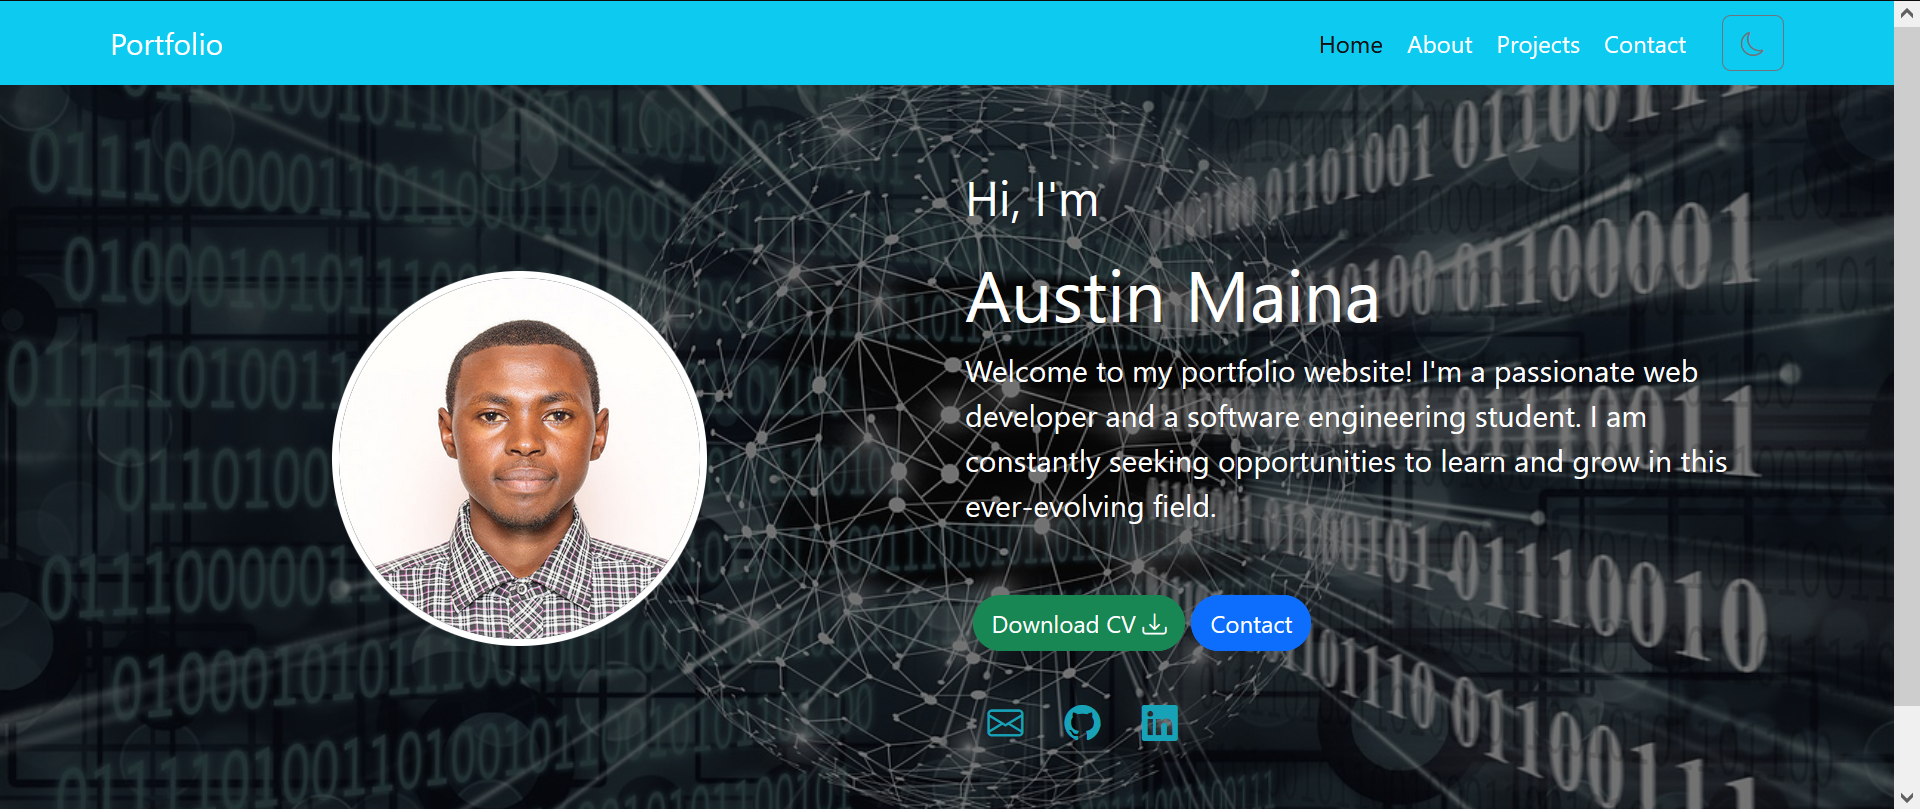 Portfolio
Home About Projects Contact
Hi, I'm
Austin Maina
Welcome to my portfolio website! I'm a passionate web
developer and a software engineering student. I am
constantly seeking opportunities to learn and grow in this
ever-evolving field.
Download CV Contact
in